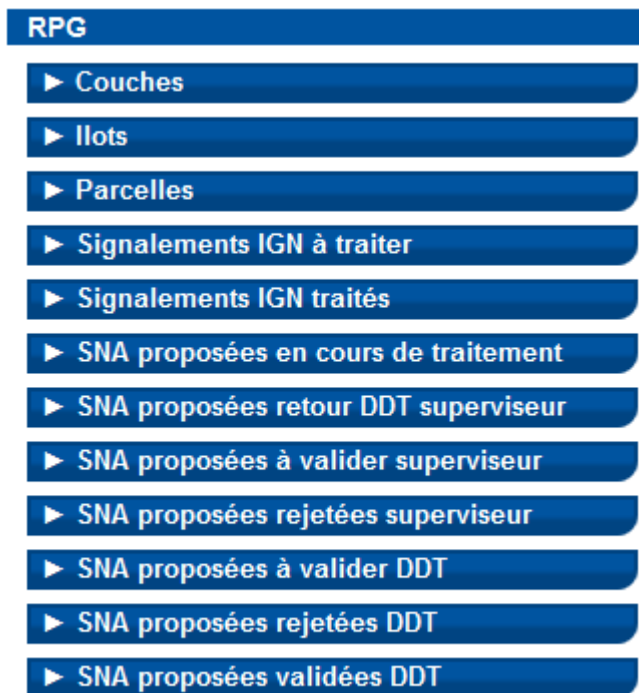 RPG
► Couches
► Ilots
► Parcelles
► Signalements IGN à traiter
► Signalements IGN traités
► SNA proposées en cours de traitement
► SNA proposées retour DDT superviseur
► SNA proposées à valider superviseur
► SNA proposées rejetées superviseur
► SNA proposées à valider DDT
► SNA proposées rejetées DDT
► SNA proposées validées DDT